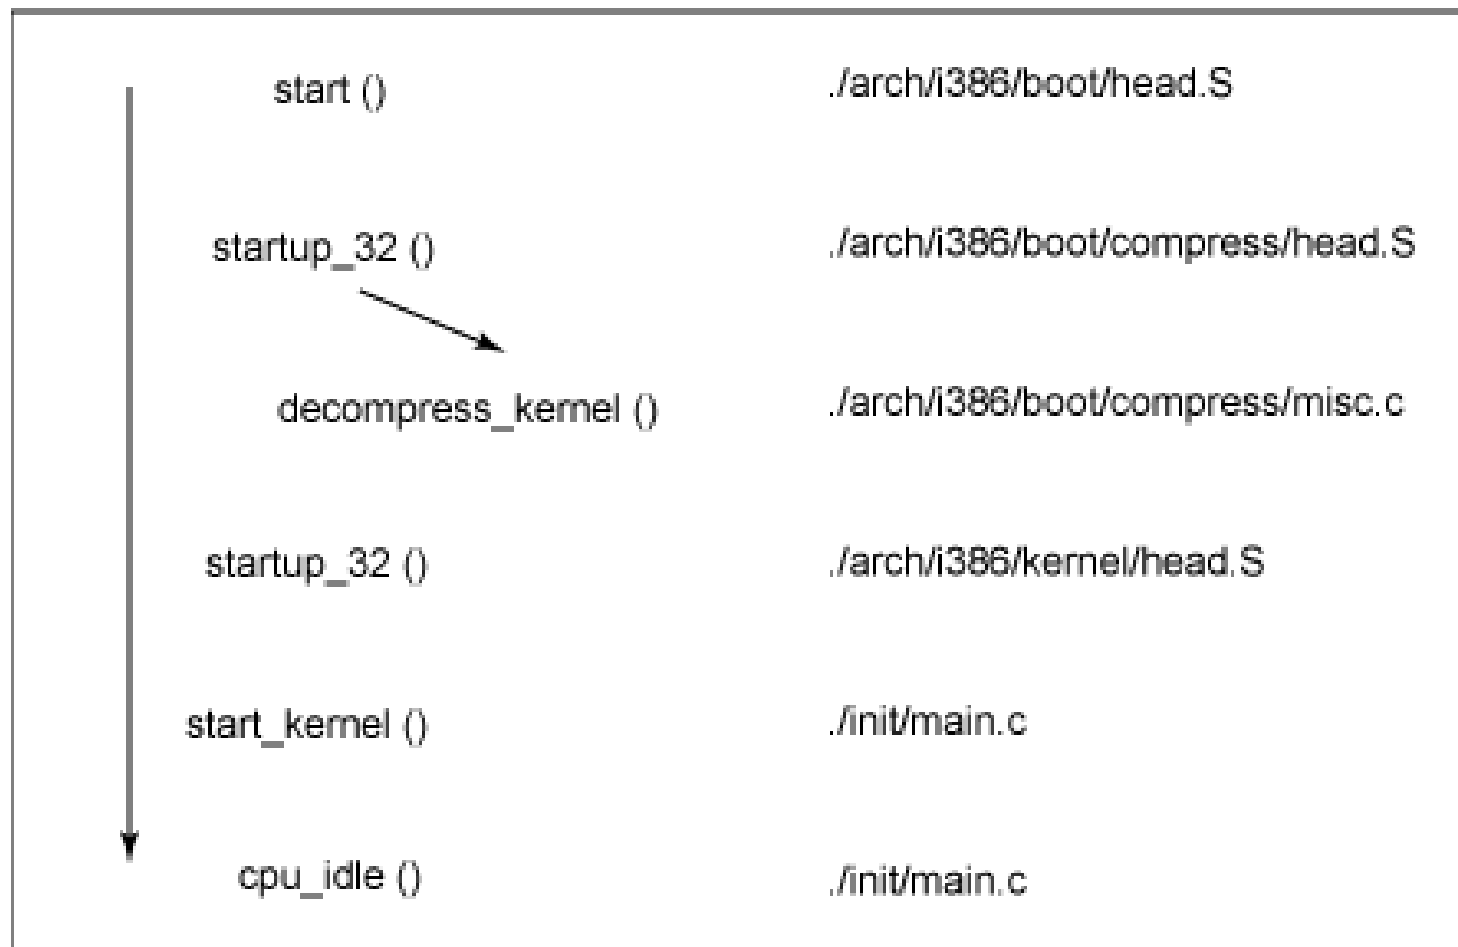 start () ./arch/i386/boot/head.S
startup_32 () ./arch/i386/boot/compress/head.S
decompress_kernel () ./arch/i386/boot/compress/misc.c
startup_32 () ./arch/i386/kernel/head.S
start_kernel () ./init/main.c
cpu_idle () ./init/main.c